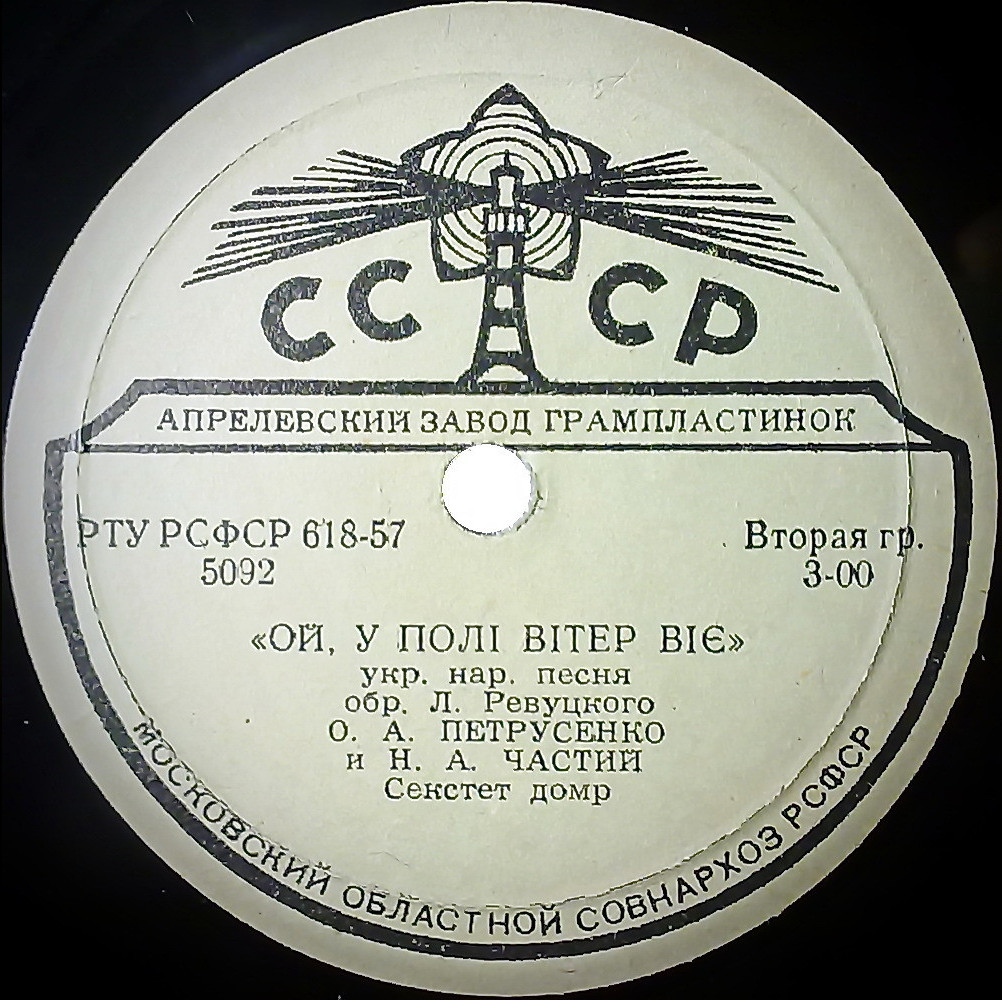 СССР
АПРЕЛЕВСКИЙ ЗАВОД ГРАМПЛАСТИНОК
РТУ РСФСР 618-57
5092
Вторая гр.
3-00
«ОЙ, У ПОЛІ ВІТЕР ВІЄ»
укр. нар. песня
обр. Л. Ревуцкого
О. А. ПЕТРУСЕНКО
и Н. А. ЧАСТИЙ
Секстет домр
МОСКОВСКИЙ ОБЛАСТНОЙ СОВНАРХОЗ РСФСР